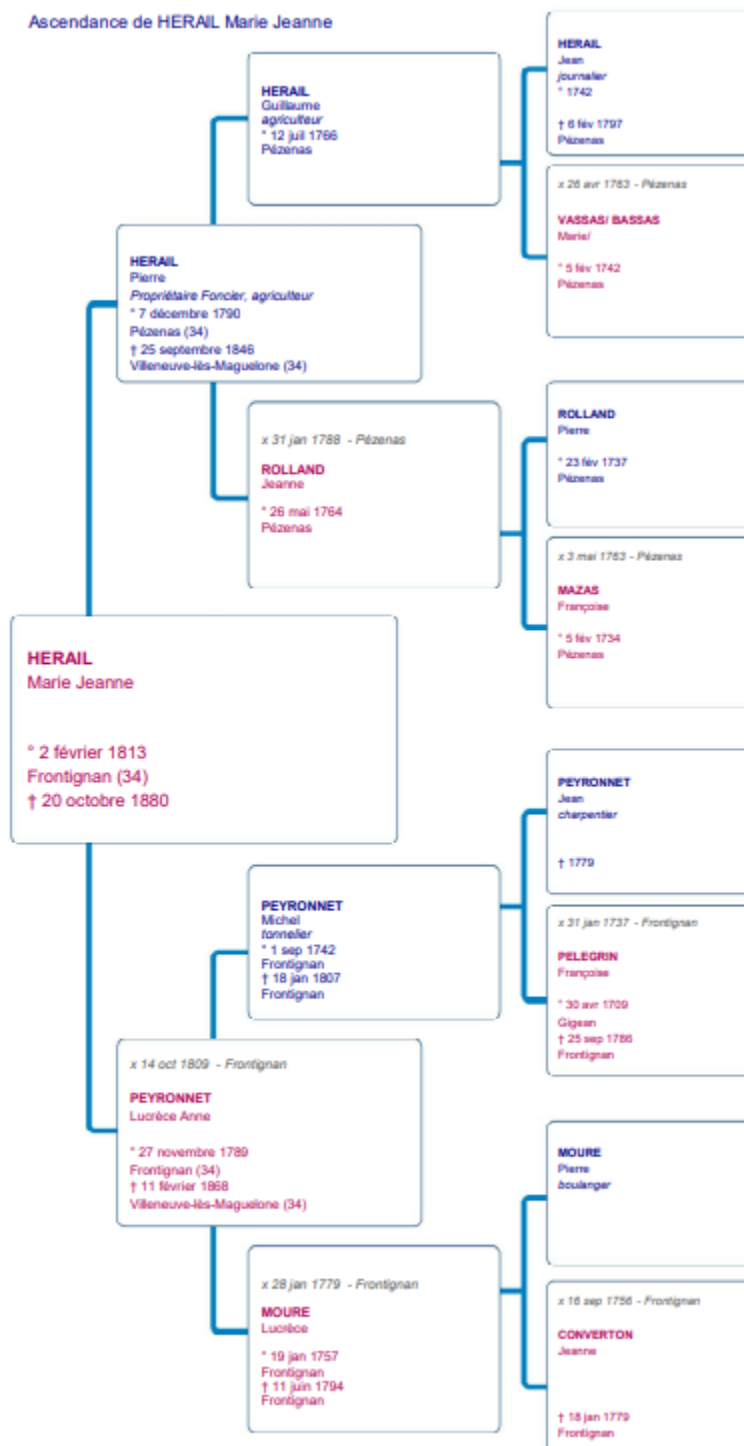 Ascendance de HERAIL Marie Jeanne
HERAIL
Jean
journalier
° 1742
† 6 fév 1797
Pézenas
HERAIL
Guillaume
agriculteur
° 12 juil 1766
Pézenas
x 26 avr 1763 - Pézenas
VASSAS/ BASSAS
Marie/
° 5 fév 1742
Pézenas
HERAIL
Pierre
Propriétaire Foncier, agriculteur
° 7 décembre 1790
Pézenas (34)
† 25 septembre 1846
Villeneuve-lès-Maguelone (34)
ROLLAND
Pierre
° 23 fév 1737
Pézenas
x 31 jan 1788 - Pézenas
ROLLAND
Jeanne
° 26 mai 1764
Pézenas
x 3 mai 1763 - Pézenas
MAZAS
Françoise
° 5 fév 1734
Pézenas
HERAIL
Marie Jeanne
° 2 février 1813
Frontignan (34)
† 20 octobre 1880
PEYRONNET
Jean
charpentier
† 1779
PEYRONNET
Michel
tonnelier
° 1 sep 1742
Frontignan
† 18 jan 1807
Frontignan
x 31 jan 1737 - Frontignan
PELEGRIN
Françoise
° 30 avr 1709
Gigean
† 25 sep 1786
Frontignan
x 14 oct 1809 - Frontignan
PEYRONNET
Lucrèce Anne
° 27 novembre 1789
Frontignan (34)
† 11 février 1868
Villeneuve-lès-Maguelone (34)
MOURE
Pierre
boulanger
x 28 jan 1779 - Frontignan
MOURE
Lucrèce
° 19 jan 1757
Frontignan
† 11 juin 1794
Frontignan
x 16 sep 1756 - Frontignan
CONVERTON
Jeanne
† 18 jan 1779
Frontignan